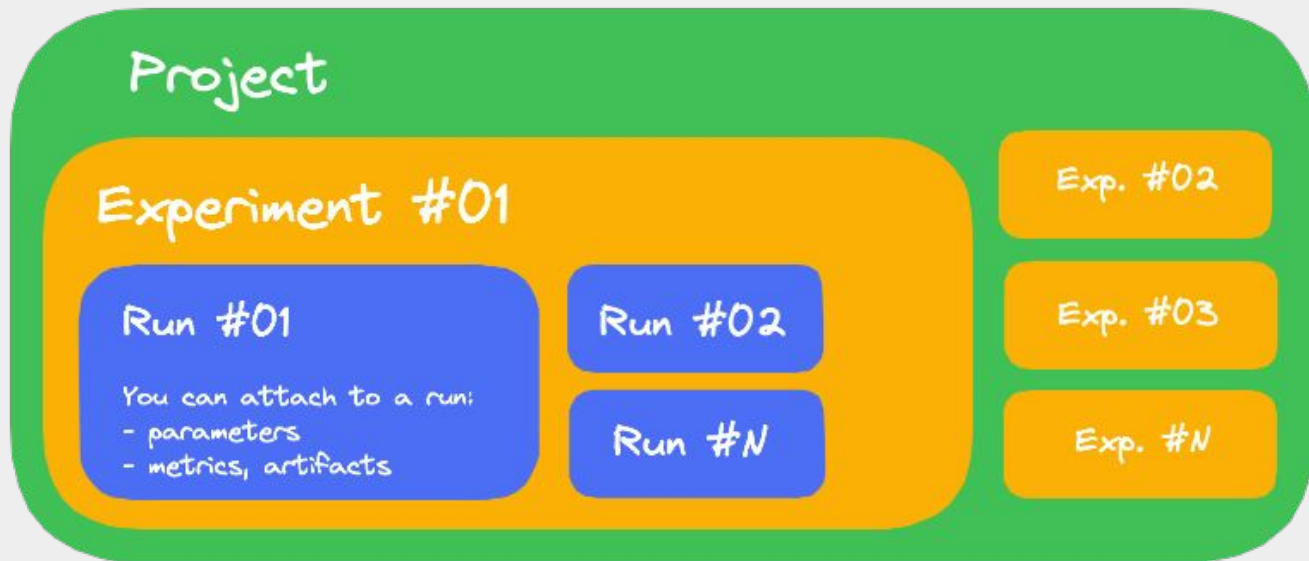 Project
Experiment #01
Run #01
You can attach to a run:
- parameters
- metrics, artifacts
Run #02
Run #N
Exp. #02
Exp. #03
Exp. #N